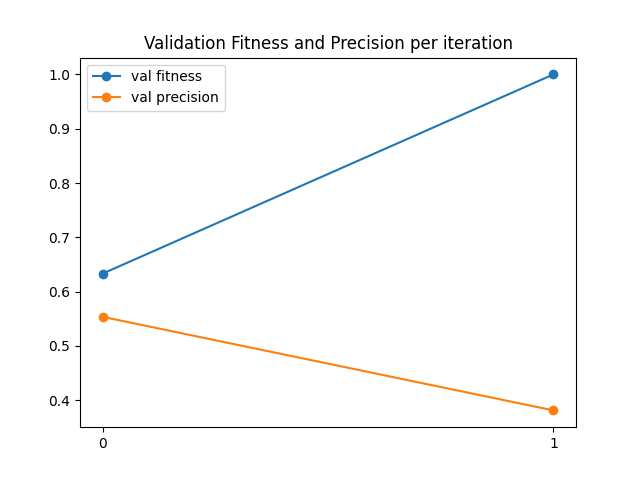 Validation Fitness and Precision per iteration
1.0
val fitness
val precision
0.9
0.8
0.7
0.6
0.5
0.4
0 1